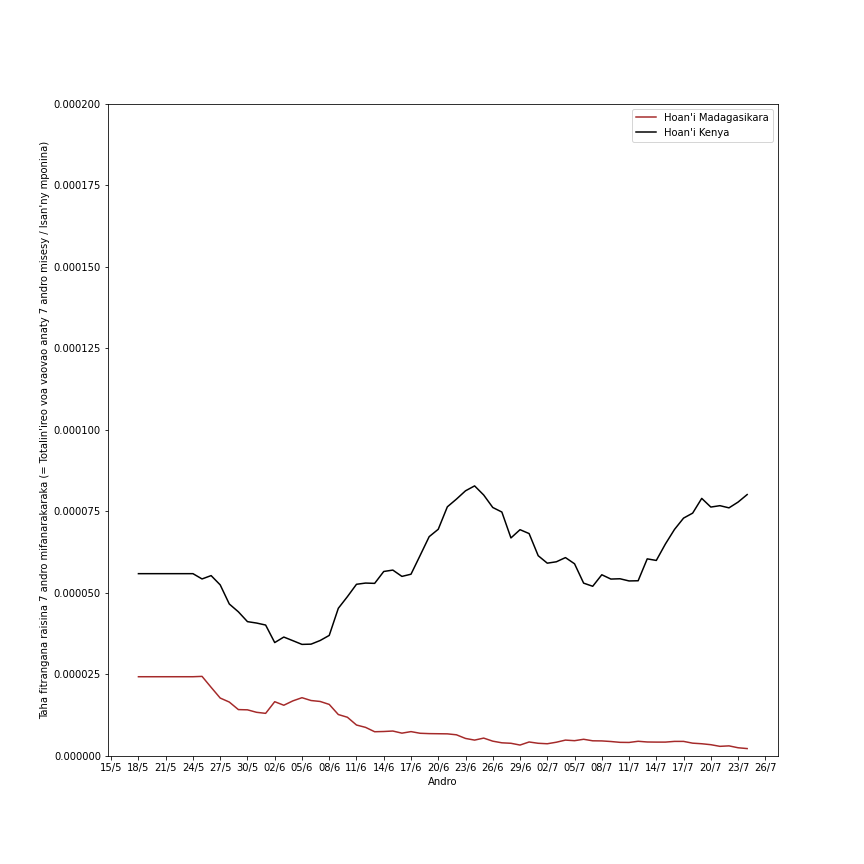 Hoan'i Madagasikara
Hoan'i Kenya
Taha fitrangana raisina 7 andro mifanarakaraka (= Totalin'ireo voa vaovao anaty 7 andro misesy / Isan'ny mponina)
0.000200
0.000175
0.000150
0.000125
0.000100
0.000075
0.000050
0.000025
0.000000
15/5 18/5 21/5 24/5 27/5 30/5 02/6 05/6 08/6 11/6 14/6 17/6 20/6 23/6 26/6 29/6 02/7 05/7 08/7 11/7 14/7 17/7 20/7 23/7 26/7
Andro